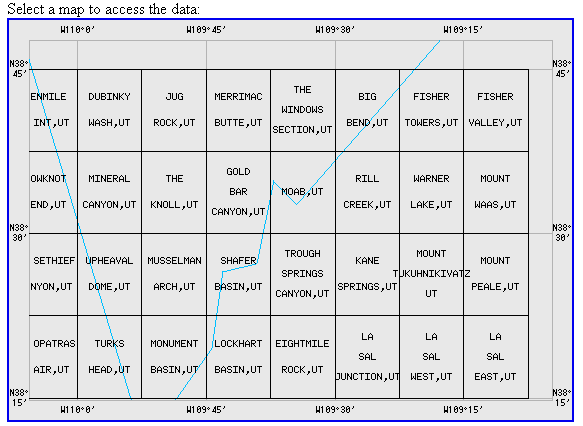 Select a map to access the data:
W110°0′ W109°45′ W109°30′ W109°15′
N38° 45′ N38° 45′
ENMILE INT,UT
DUBINKY WASH,UT
JUG ROCK,UT
MERRIMAC BUTTE,UT
THE WINDOWS SECTION,UT
BIG BEND,UT
FISHER TOWERS,UT
FISHER VALLEY,UT
OWKNOT END,UT
MINERAL CANYON,UT
THE KNOLL,UT
GOLD BAR CANYON,UT
MOAB,UT
RILL CREEK,UT
WARNER LAKE,UT
MOUNT WAAS,UT
N38° 30′ N38° 30′
SETHIEF NYON,UT
UPHEAVAL DOME,UT
MUSSELMAN ARCH,UT
SHAFER BASIN,UT
TROUGH SPRINGS CANYON,UT
KANE SPRINGS,UT
MOUNT TUKUHNIKIVATZ UT
MOUNT PEALE,UT
OPATRAS AIR,UT
TURKS HEAD,UT
MONUMENT BASIN,UT
LOCKHART BASIN,UT
EIGHTMILE ROCK,UT
LA SAL JUNCTION,UT
LA SAL WEST,UT
LA SAL EAST,UT
N38° 15′ N38° 15′
W110°0′ W109°45′ W109°30′ W109°15′